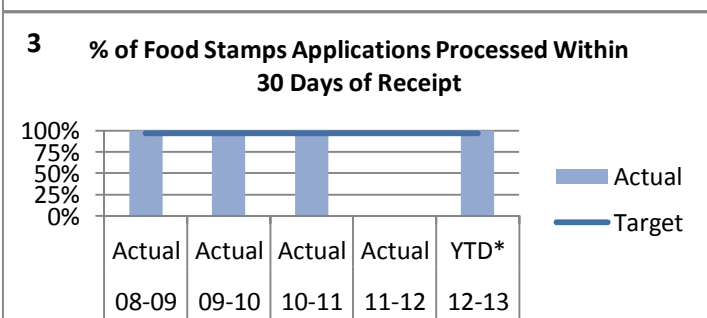 3
% of Food Stamps Applications Processed Within
30 Days of Receipt
100%
75%
50%
25%
0%
Actual
Target
Actual Actual Actual Actual YTD*
08-09 09-10 10-11 11-12 12-13